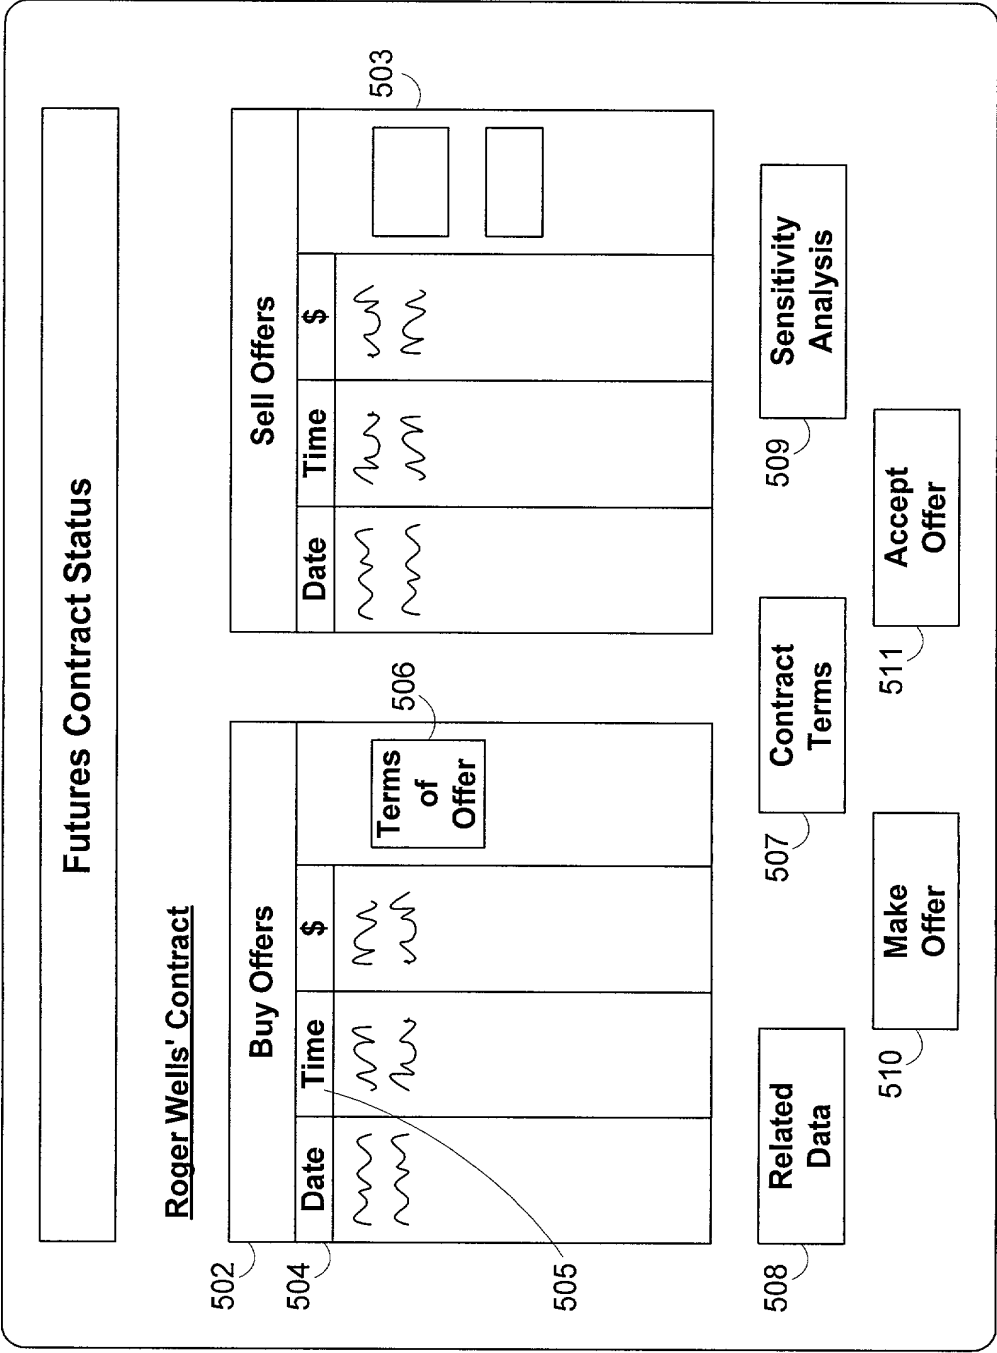 Futures Contract Status
Roger Wells' Contract
502
Buy Offers
504
Date Time $
505
Terms
of
Offer
506
Sell Offers
503
Date Time $
508
Related
Data
507
Contract
Terms
509
Sensitivity
Analysis
510
Make
Offer
511
Accept
Offer